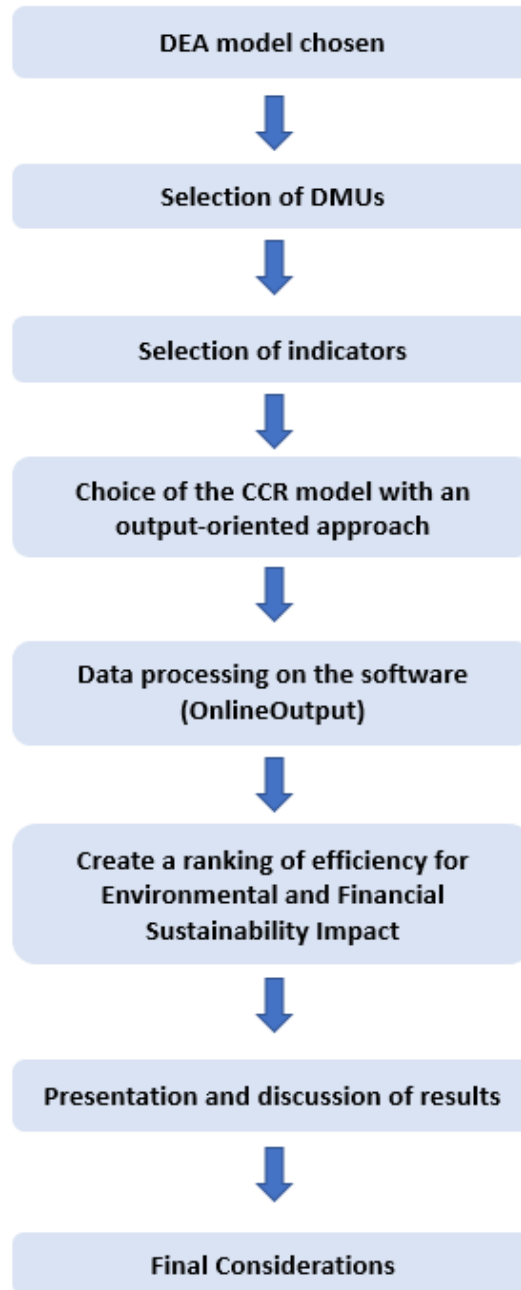 DEA model chosen
Selection of DMUs
Selection of indicators
Choice of the CCR model with an
output-oriented approach
Data processing on the software
(OnlineOutput)
Create a ranking of efficiency for
Environmental and Financial
Sustainability Impact
Presentation and discussion of results
Final Considerations